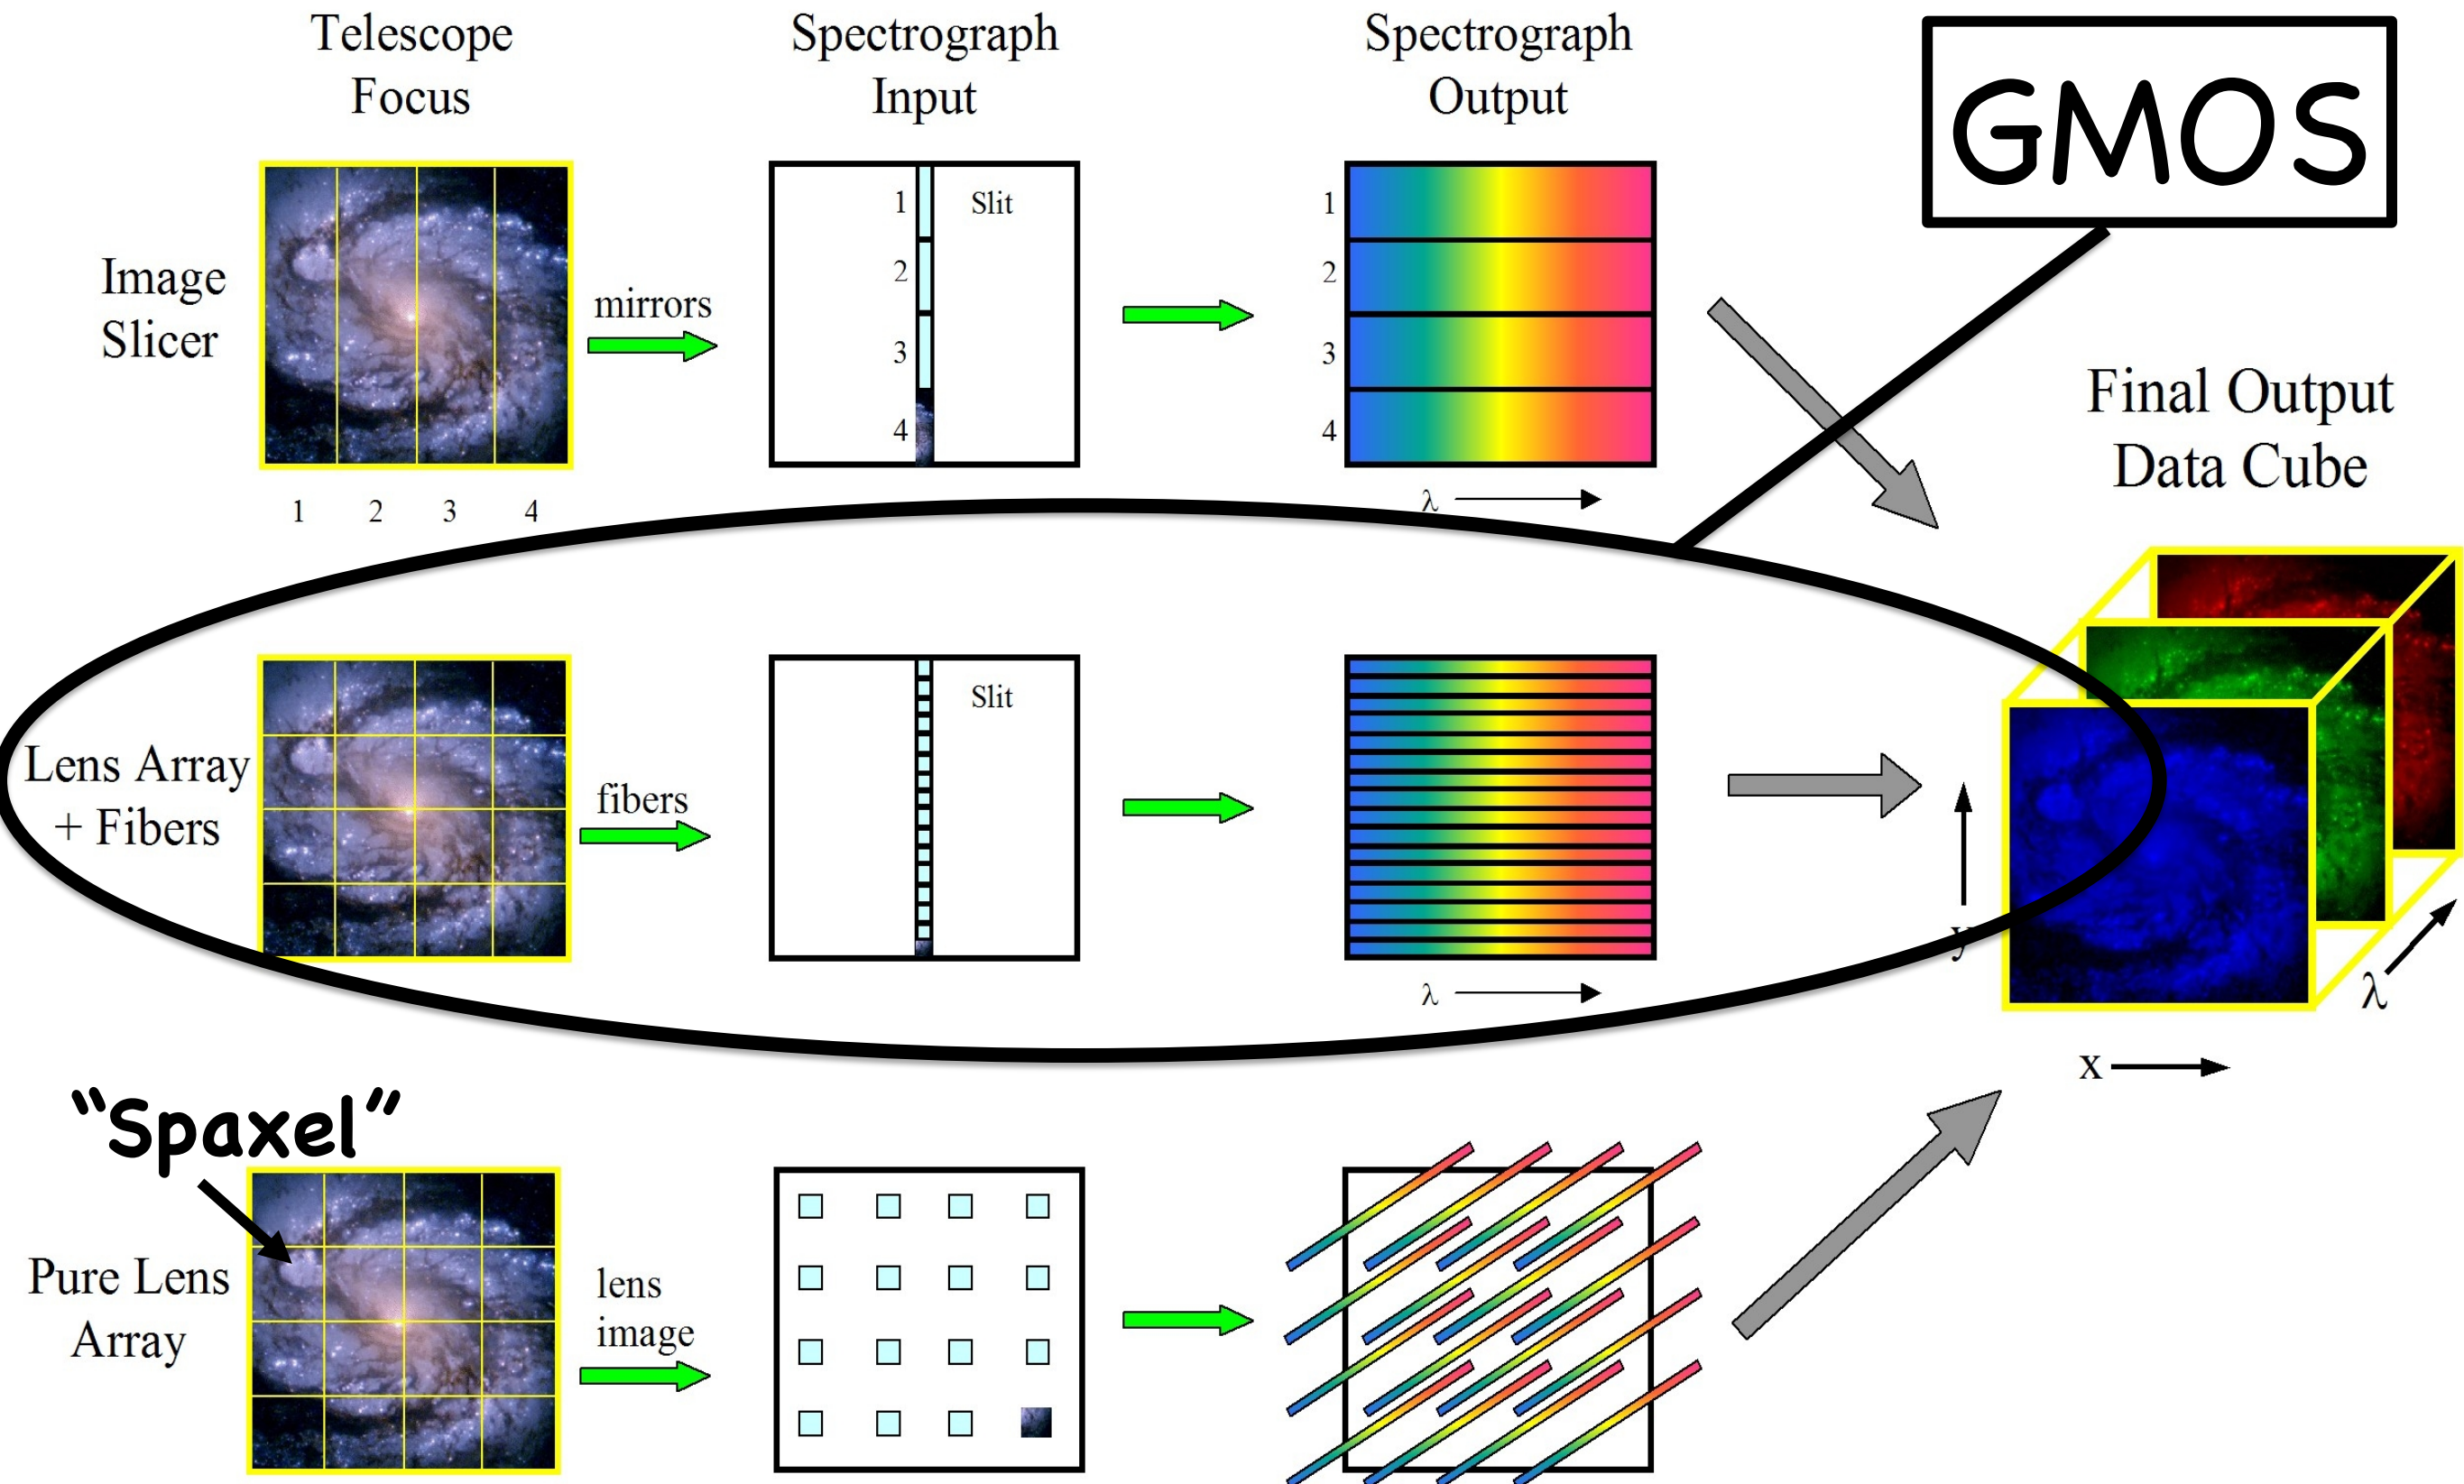 Telescope
Focus
Spectrograph
Input
Spectrograph
Output
GMOS
Image
Slicer
mirrors
1
2
3
4
Slit
1
2
3
4
λ
1 2 3 4
Final Output
Data Cube
Lens Array
+ Fibers
fibers
Slit
λ
y
x
λ
“Spaxel”
Pure Lens
Array
lens
image